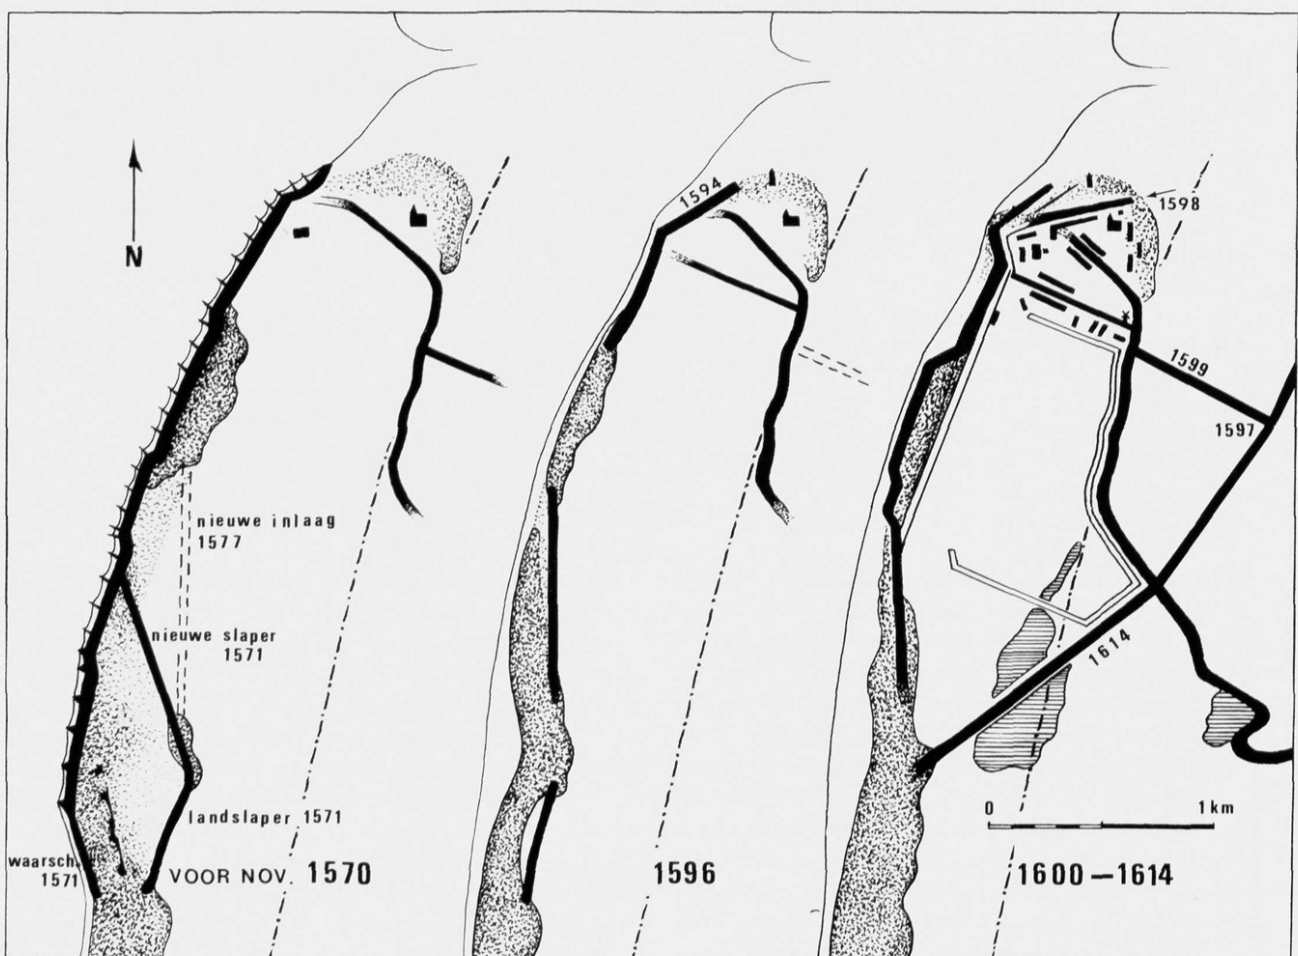 N
nieuwe inlaag
1577
nieuwe slaper
1571
landslaper 1571
waarsch.
1571
VOOR NOV. 1570
1594
1596
1598
1599
1597
1614
0 1 km
1600 — 1614